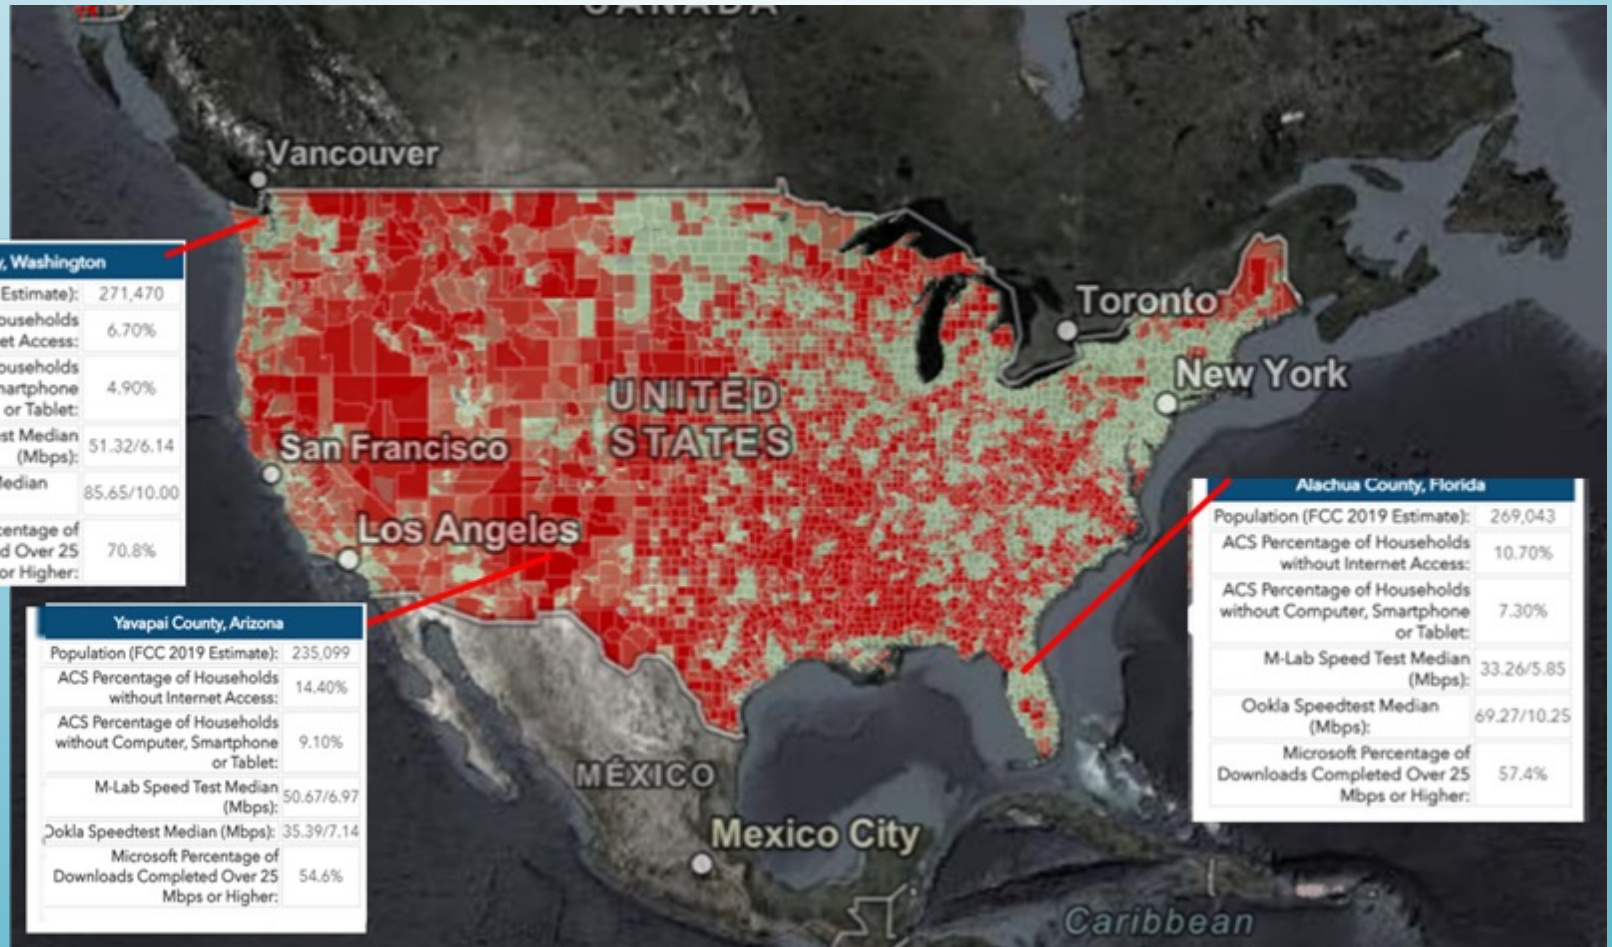 CANADA
Vancouver
Toronto
New York
UNITED
STATES
San Francisco
Los Angeles
MÉXICO
Mexico City
Caribbean
y, Washington
Estimate): 271,470
ouseholds
et Access: 6.70%
ouseholds
martphone
or Tablet: 4.90%
st Median
(Mbps): 51.32/6.14
Median
85.65/10.00
centage of
d Over 25
or Higher: 70.8%
Yavapai County, Arizona
Population (FCC 2019 Estimate): 235,099
ACS Percentage of Households
without Internet Access: 14.40%
ACS Percentage of Households
without Computer, Smartphone
or Tablet: 9.10%
M-Lab Speed Test Median
(Mbps): 50.67/6.97
Ookla Speedtest Median (Mbps): 35.39/7.14
Microsoft Percentage of
Downloads Completed Over 25
Mbps or Higher: 54.6%
Alachua County, Florida
Population (FCC 2019 Estimate): 269,043
ACS Percentage of Households
without Internet Access: 10.70%
ACS Percentage of Households
without Computer, Smartphone
or Tablet: 7.30%
M-Lab Speed Test Median
(Mbps): 33.26/5.85
Ookla Speedtest Median
(Mbps): 69.27/10.25
Microsoft Percentage of
Downloads Completed Over 25
Mbps or Higher: 57.4%